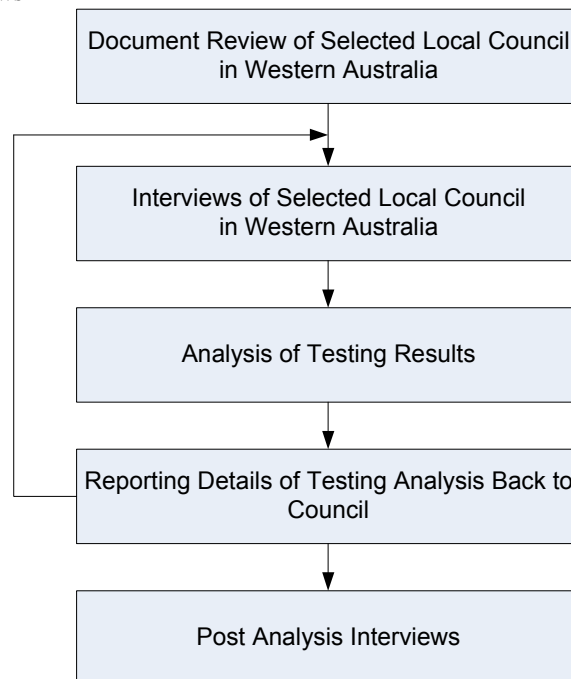 Document Review of Selected Local Council
in Western Australia
Interviews of Selected Local Council
in Western Australia
Analysis of Testing Results
Reporting Details of Testing Analysis Back to
Council
Post Analysis Interviews